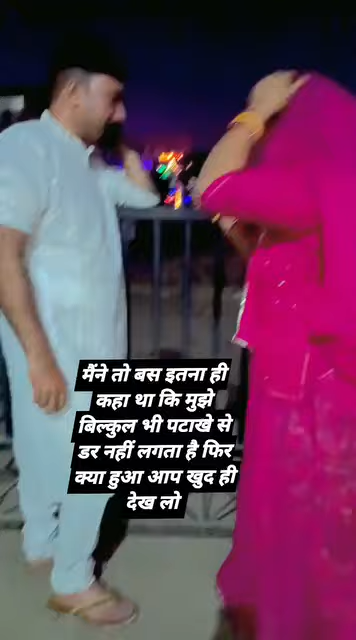 मैंने तो बस इतना ही
कहा था कि मुझे
बिल्कुल भी पटाखे से
डर नहीं लगता है फिर
क्या हुआ आप खुद ही
देख लो